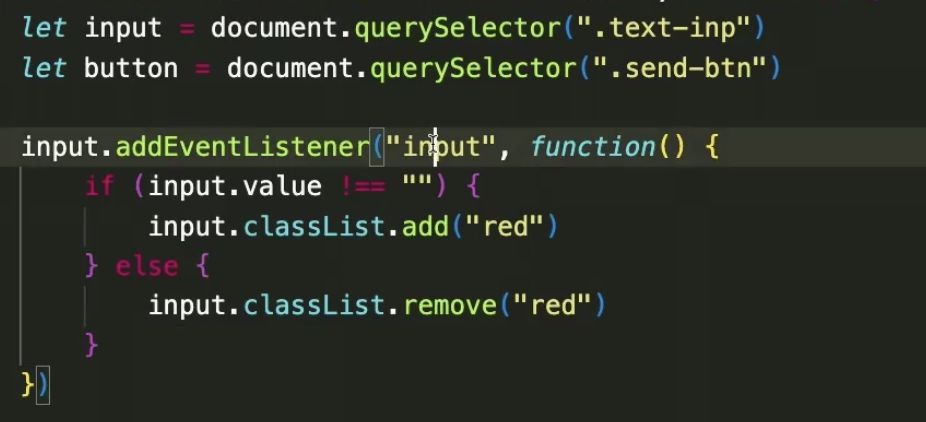 let input = document.querySelector(".text-inp")
let button = document.querySelector(".send-btn")
input.addEventListener("input", function() {
if (input.value !== "") {
input.classList.add("red")
} else {
input.classList.remove("red")
}
})